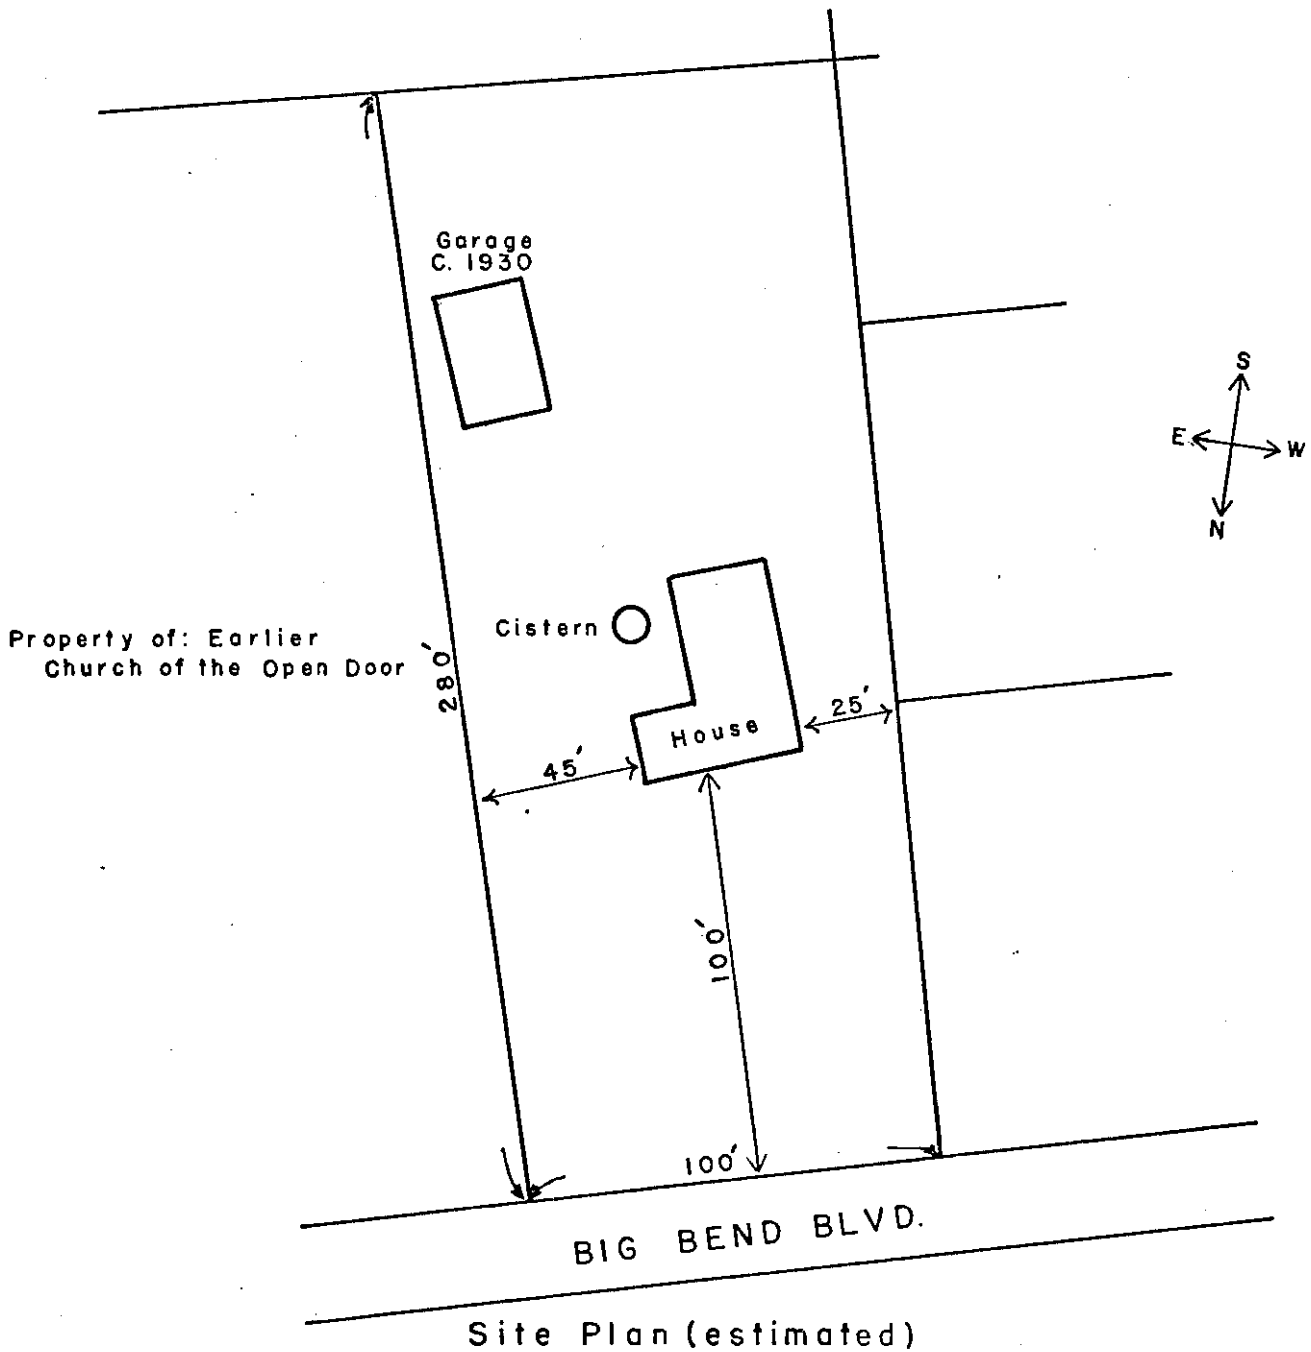 Garage
C. 1930
S
E
W
N
Cistern
Property of: Earlier
Church of the Open Door
280'
25'
House
45'
100'
100'
BIG BEND BLVD.
Site Plan (estimated)